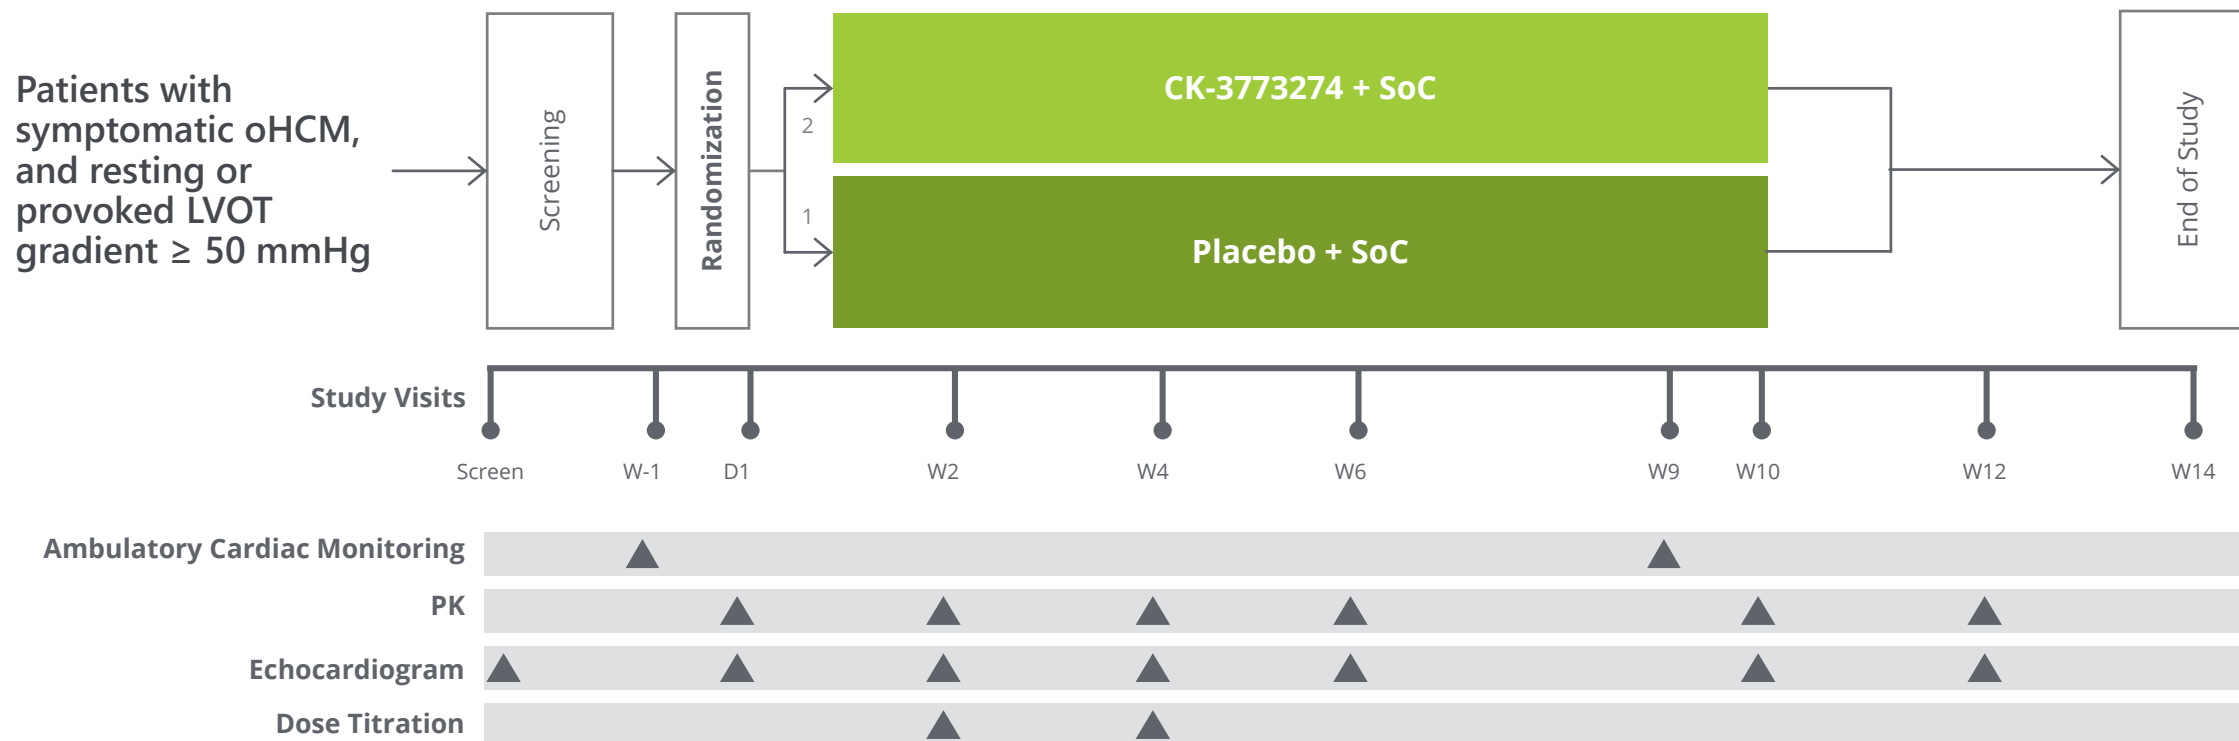 Patients with
symptomatic oHCM,
and resting or
provoked LVOT
gradient ≥ 50 mmHg
Screening
Randomization
2
1
CK-3773274 + SoC
Placebo + SoC
End of Study
Study Visits
Screen W-1 D1 W2 W4 W6 W9 W10 W12 W14
Ambulatory Cardiac Monitoring
PK
Echocardiogram
Dose Titration